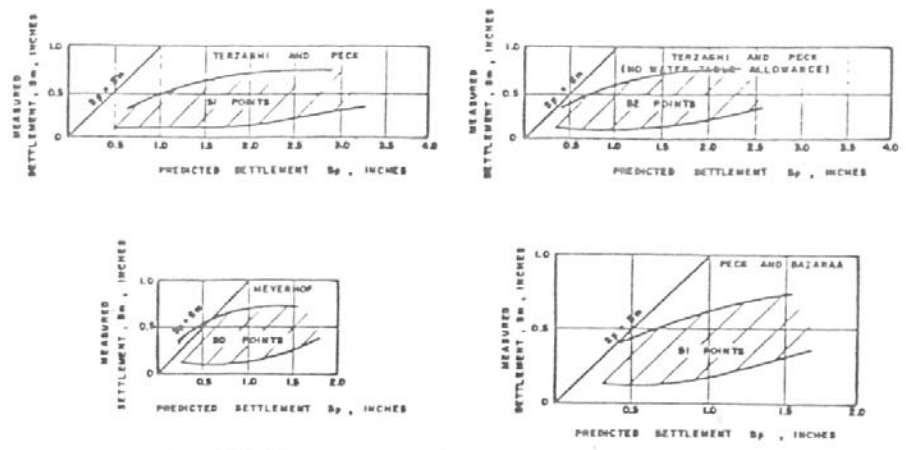 1.0
0.5
0
MEASURED
SETTLEMENT, Sm, INCHES
TERZAGHI AND PECK
Sp = Sm
51 POINTS
0.5 1.0 1.5 2.0 2.5 3.0 3.5 4.0
PREDICTED SETTLEMENT Sp, INCHES
1.0
0.5
0
MEASURED
SETTLEMENT, Sm, INCHES
TERZAGHI AND PECK
(NO WATER TABLE ALLOWANCE)
Sp = Sm
52 POINTS
0.5 1.0 1.5 2.0 2.5 3.0 3.5 4.0
PREDICTED SETTLEMENT Sp, INCHES
1.0
0.5
0
MEASURED
SETTLEMENT, Sm, INCHES
MEYERHOF
Sp = Sm
50 POINTS
0.5 1.0 1.5 2.0
PREDICTED SETTLEMENT Sp, INCHES
1.0
0.5
0
MEASURED
SETTLEMENT, Sm, INCHES
PECK AND BAZARAA
Sp = Sm
51 POINTS
0.5 1.0 1.5 2.0
PREDICTED SETTLEMENT Sp, INCHES